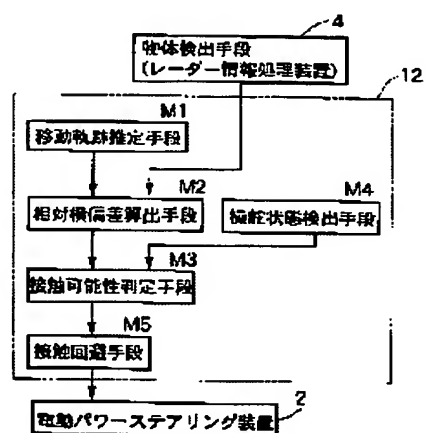 4
物体検出手段
(レーダー情報処理装置)
12
M1
移動軌跡推定手段
M2
相対横偏差算出手段
M4
操舵状態検出手段
M3
接触可能性判定手段
M5
接触回避手段
2
電動パワーステアリング装置